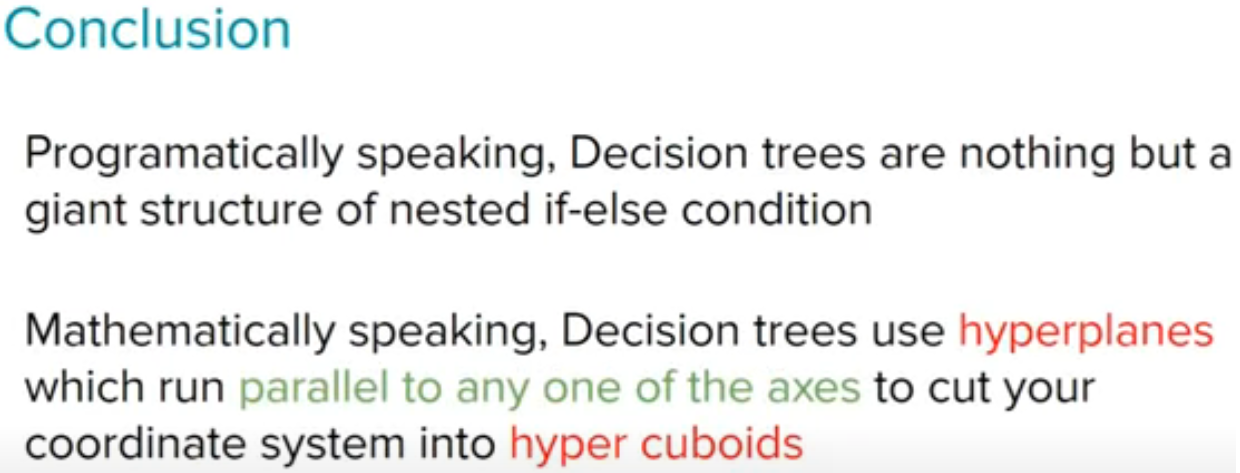 Conclusion
Programatically speaking, Decision trees are nothing but a
giant structure of nested if-else condition
Mathematically speaking, Decision trees use hyperplanes
which run parallel to any one of the axes to cut your
coordinate system into hyper cuboids